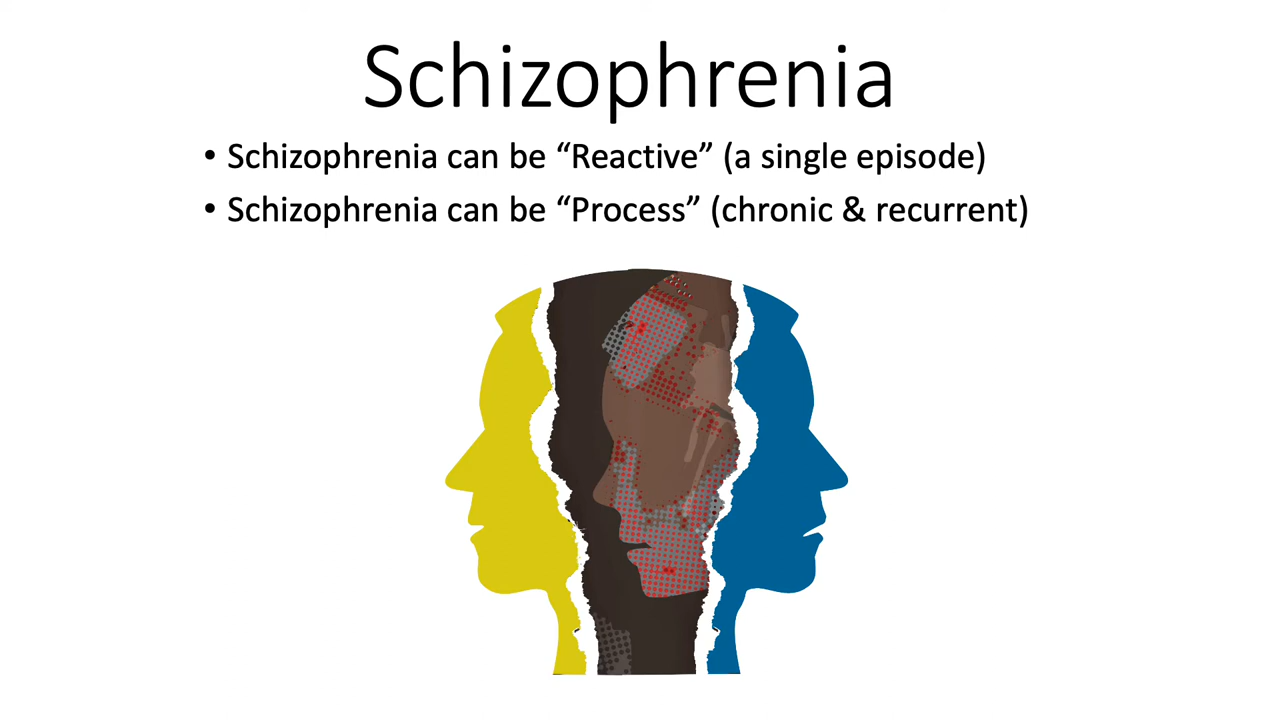 Schizophrenia
• Schizophrenia can be “Reactive” (a single episode)
• Schizophrenia can be “Process” (chronic & recurrent)